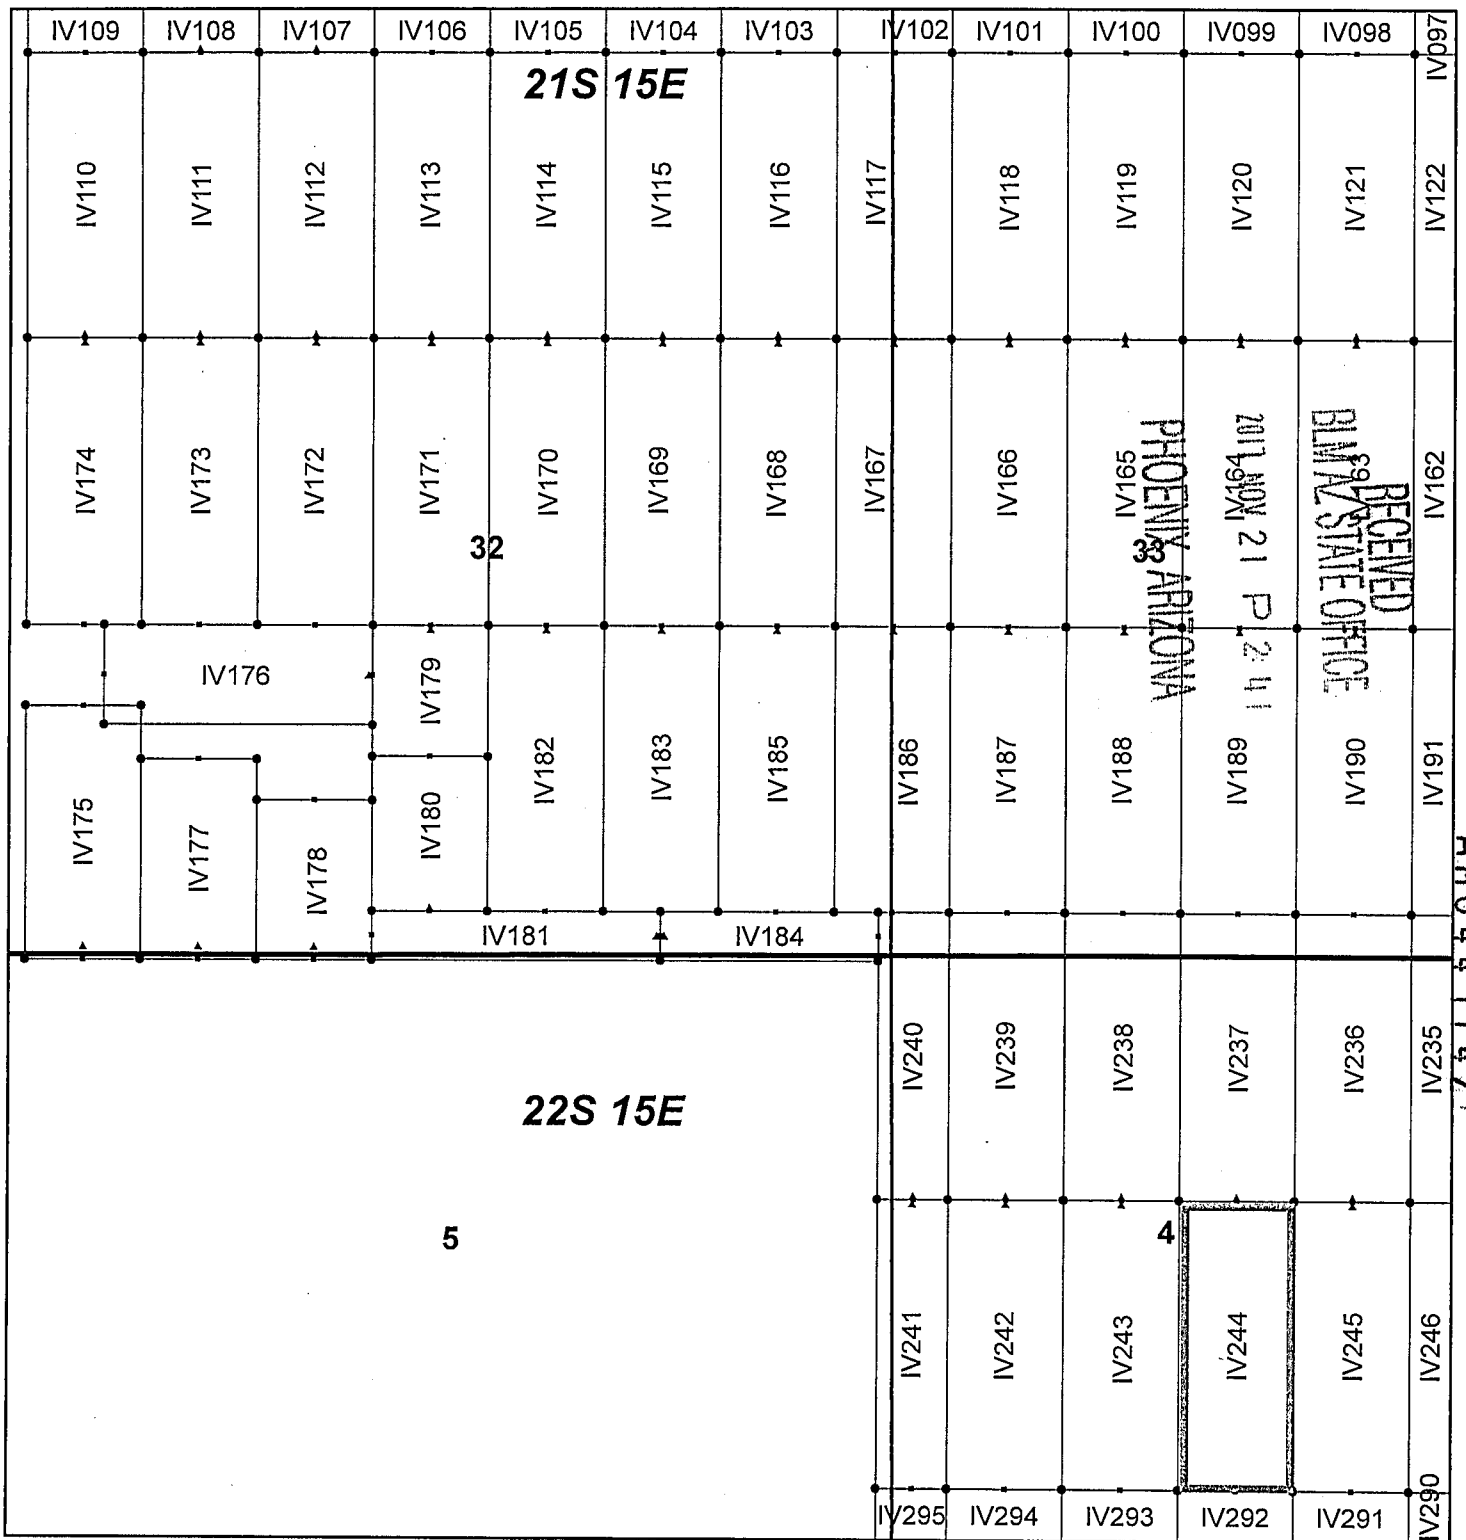 IV109 IV108 IV107 IV106 IV105 IV104 IV103 IV102 IV101 IV100 IV099 IV098 IV097
21S 15E
IV110 IV111 IV112 IV113 IV114 IV115 IV116 IV117 IV118 IV119 IV120 IV121 IV122
IV174 IV173 IV172 IV171 IV170 IV169 IV168 IV167 IV166 IV165 IV164 IV163 IV162
RECEIVED
BLM AZ STATE OFFICE
2017 NOV 21 P 2:41
PHOENIX ARIZONA
32 33
IV176 IV179
IV175 IV177 IV178 IV180 IV182 IV183 IV185 IV186 IV187 IV188 IV189 IV190 IV191
IV181 IV184
IV240 IV239 IV238 IV237 IV236 IV235
22S 15E
5 4
IV241 IV242 IV243 IV244 IV245 IV246
IV295 IV294 IV293 IV292 IV291 IV290